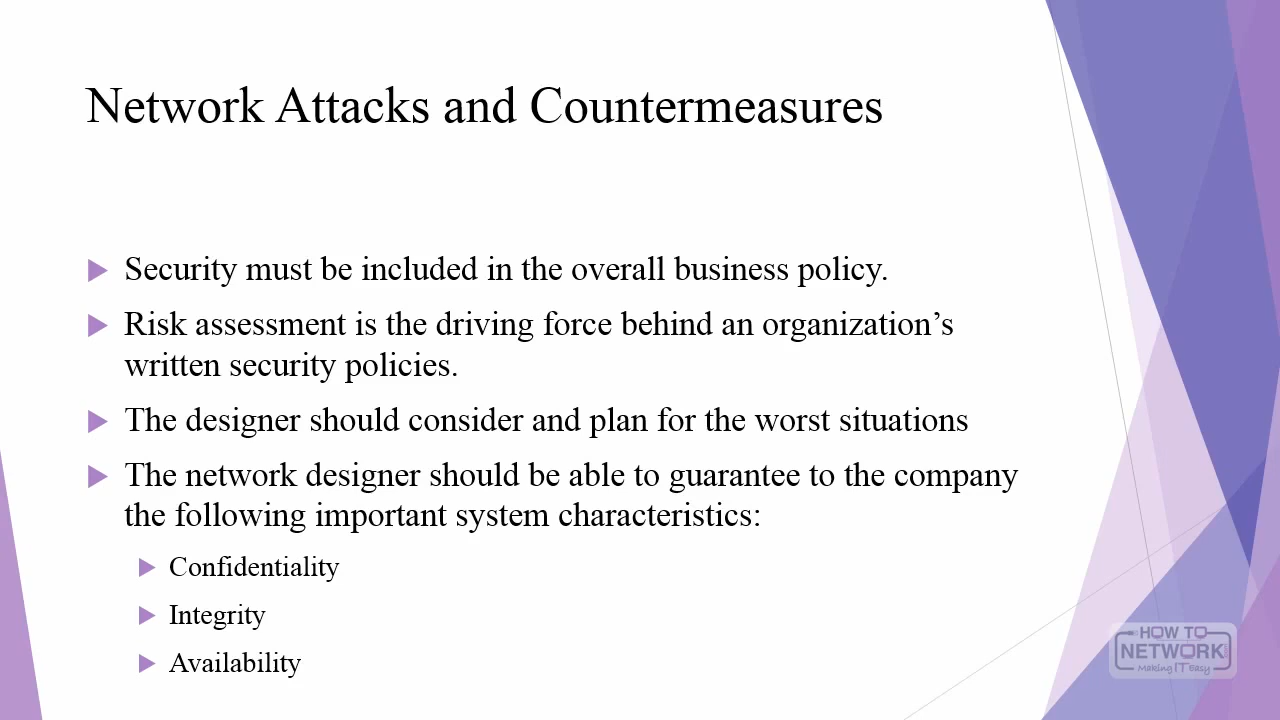 Network Attacks and Countermeasures
Security must be included in the overall business policy.
Risk assessment is the driving force behind an organization’s
written security policies.
The designer should consider and plan for the worst situations
The network designer should be able to guarantee to the company
the following important system characteristics:
Confidentiality
Integrity
Availability
HOW TO
NETWORK
Making IT Easy